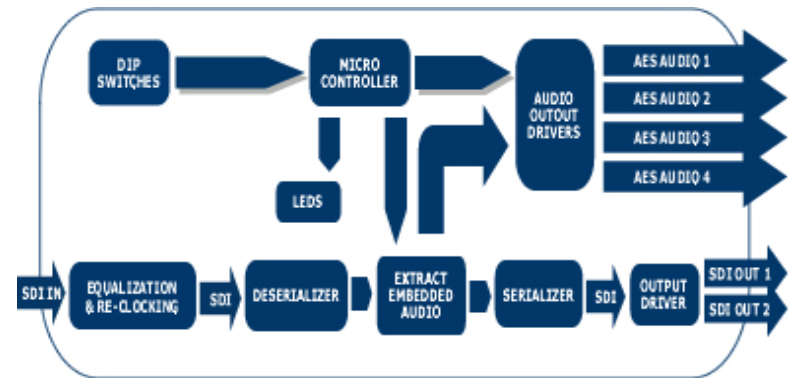 DIP
SWITCHES
MICRO
CONTROLLER
AUDIO
OUTOUT
DRIVERS
AES AUDIO 1
AES AUDIO 2
AES AUDIO 3
AES AUDIO 4
LEDS
SDI IN
EQUALIZATION
& RE-CLOCKING
SDI
DESERIALIZER
EXTRACT
EMBEDDED
AUDIO
SERIALIZER
SDI
OUTPUT
DRIVER
SDI OUT 1
SDI OUT 2